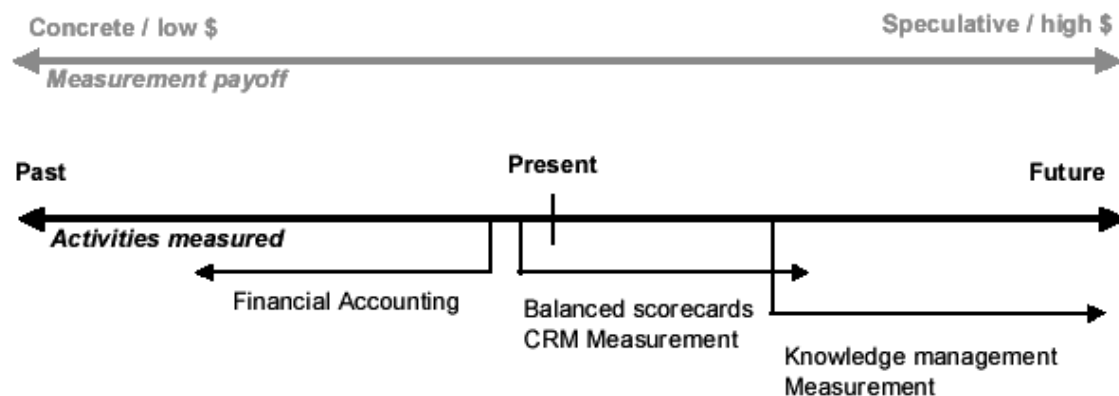 Concrete / low $
Speculative / high $
Measurement payoff
Past
Present
Future
Activities measured
Financial Accounting
Balanced scorecards
CRM Measurement
Knowledge management
Measurement